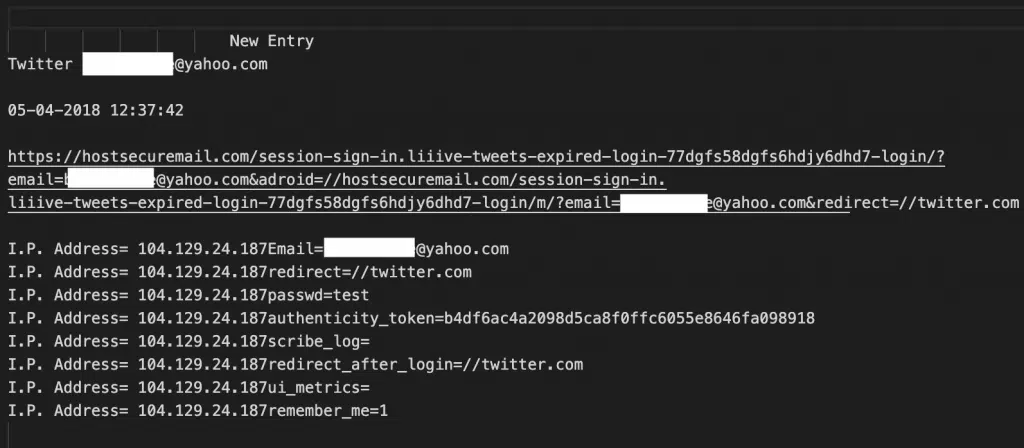 New Entry
Twitter @yahoo.com
05-04-2018 12:37:42
https://hostsecuremail.com/session-sign-in.liiive-tweets-expired-login-77dgfs58dgfs6hdjy6dhd7-login/?
email= @yahoo.com&adroid=//hostsecuremail.com/session-sign-in.
liiive-tweets-expired-login-77dgfs58dgfs6hdjy6dhd7-login/m/?email= e@yahoo.com&redirect=//twitter.com
I.P. Address= 104.129.24.187Email= @yahoo.com
I.P. Address= 104.129.24.187redirect=//twitter.com
I.P. Address= 104.129.24.187passwd=test
I.P. Address= 104.129.24.187authenticity_token=b4df6ac4a2098d5ca8f0ffc6055e8646fa098918
I.P. Address= 104.129.24.187scribe_log=
I.P. Address= 104.129.24.187redirect_after_login=//twitter.com
I.P. Address= 104.129.24.187ui_metrics=
I.P. Address= 104.129.24.187remember_me=1